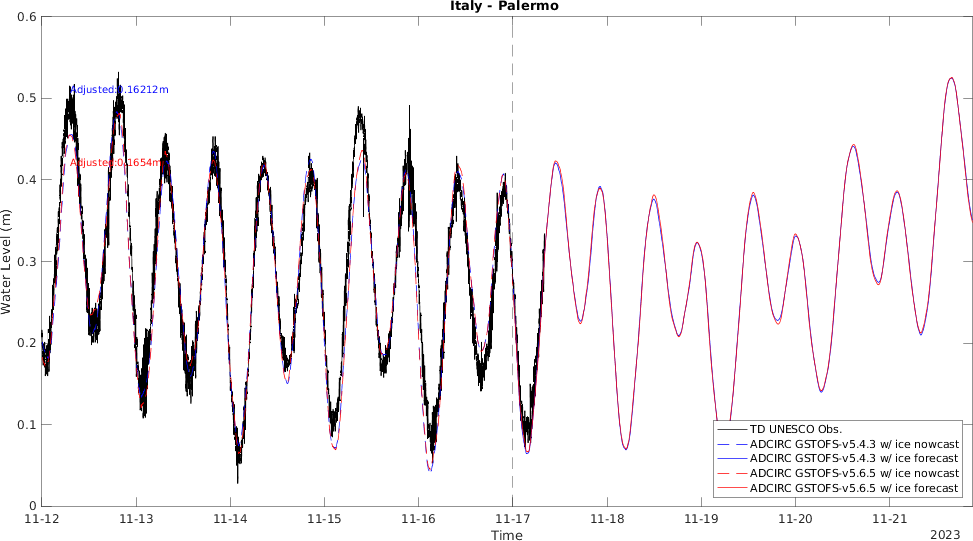 Italy - Palermo
0.6
0.5
0.4
0.3
0.2
0.1
0
Water Level (m)
Adjusted:0.16212m
Adjusted:0.1654m
TD UNESCO Obs.
ADCIRC GSTOFS-v5.4.3 w/ ice nowcast
ADCIRC GSTOFS-v5.4.3 w/ ice forecast
ADCIRC GSTOFS-v5.6.5 w/ ice nowcast
ADCIRC GSTOFS-v5.6.5 w/ ice forecast
11-12 11-13 11-14 11-15 11-16 11-17 11-18 11-19 11-20 11-21
Time
2023